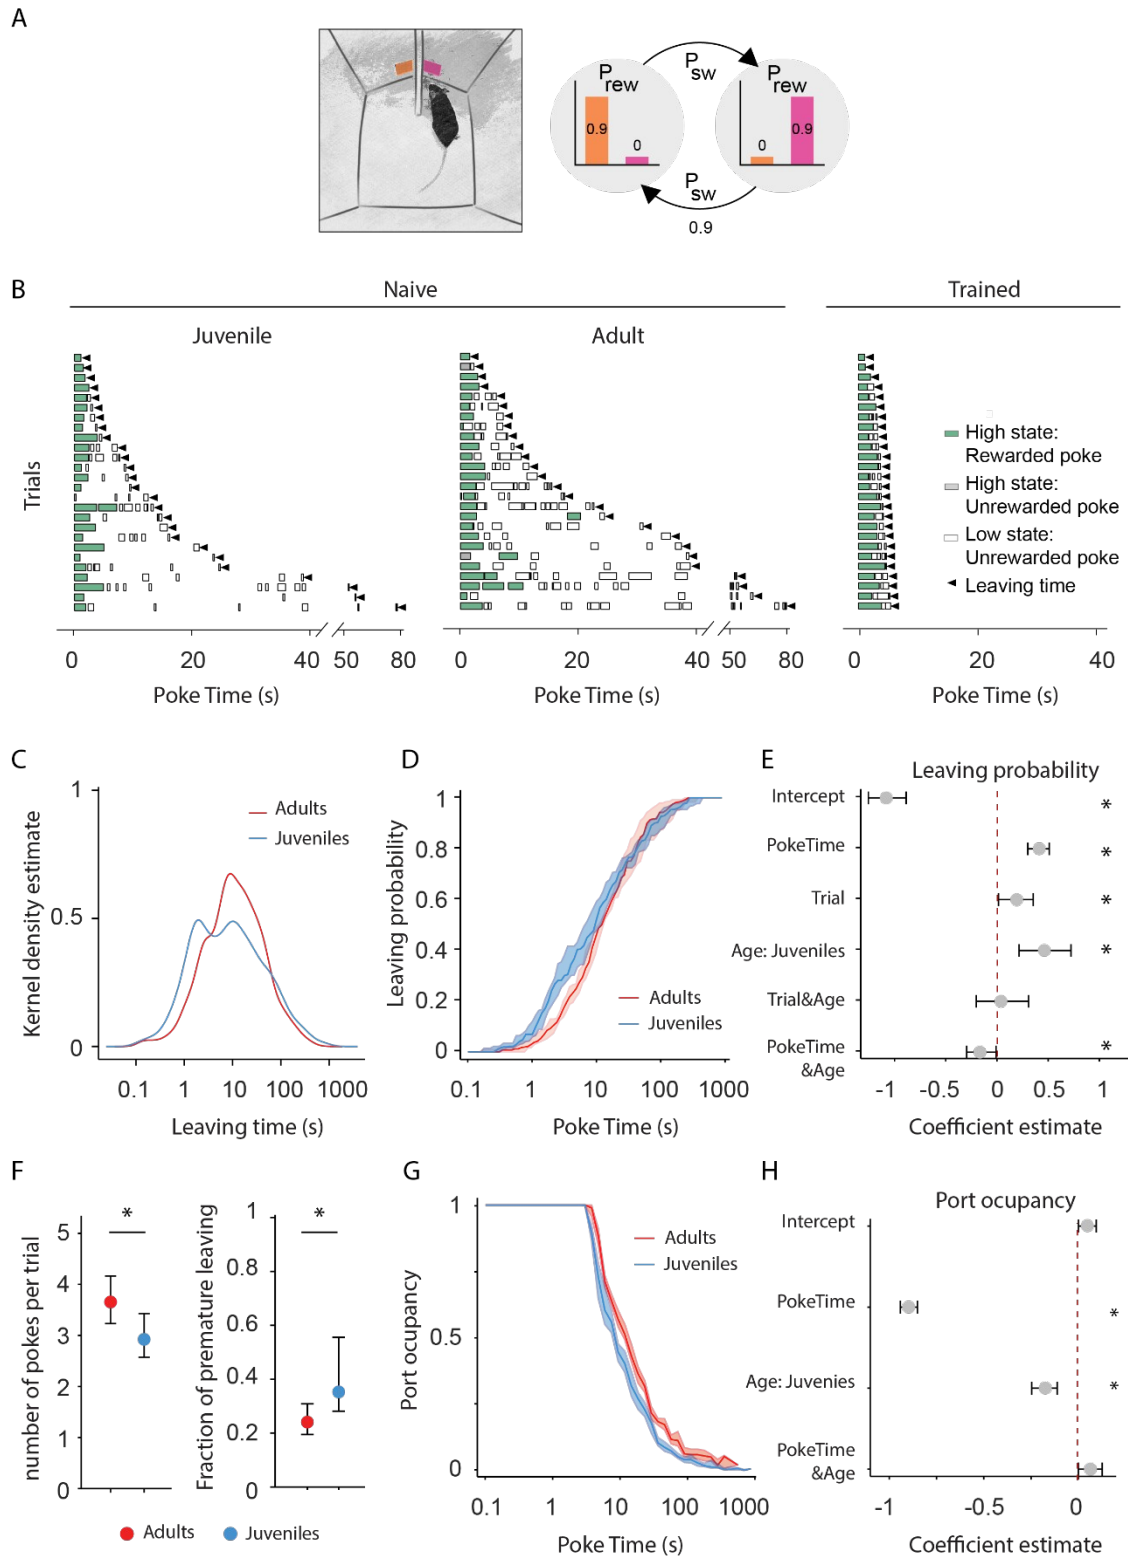 A
P
rew
0.9
0
P
sw
P
rew
0
0.9
P
sw
0.9
B
Naive
Trained
Juvenile
Adult
Trials
High state:
Rewarded poke
High state:
Unrewarded poke
Low state:
Unrewarded poke
Leaving time
0 20 40 50 80
Poke Time (s)
0 20 40 50 80
Poke Time (s)
0 20 40
Poke Time (s)
C
Kernel density estimate
1
0.5
0
Adults
Juveniles
0.1 1 10 100 1000
Leaving time (s)
D
Leaving probability
1
0.8
0.6
0.4
0.2
0
Adults
Juveniles
0.1 1 10 100 1000
Poke Time (s)
E
Leaving probability
Intercept *
PokeTime *
Trial *
Age: Juveniles *
Trial&Age
PokeTime *
&Age
-1 -0.5 0 0.5 1
Coefficient estimate
F
number of pokes per trial
5
4
3
2
1
0
*
Fraction of premature leaving
1
0.8
0.6
0.4
0.2
0
*
Adults Juveniles
G
Port ocupancy
1
0.5
0
Adults
Juveniles
0.1 1 10 100 1000
Poke Time (s)
H
Port ocupancy
Intercept
PokeTime *
Age: Juvenies *
PokeTime
&Age
-1 -0.5 0
Coefficient estimate